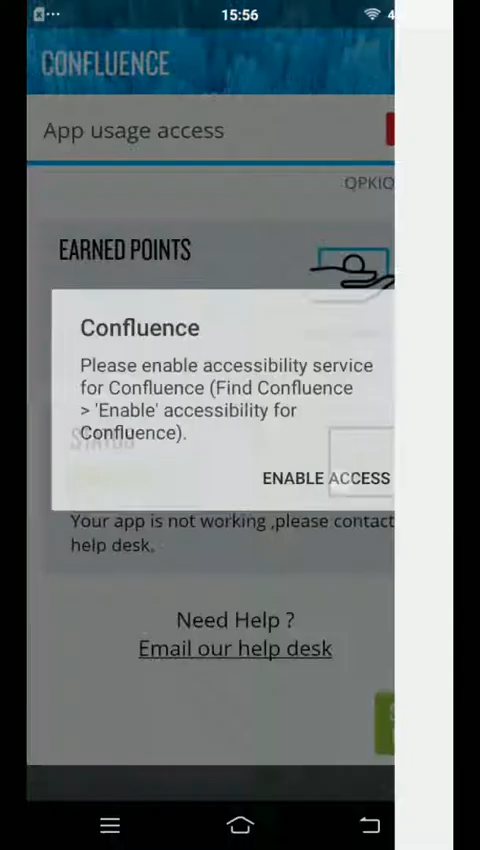 15:56
4
CONFLUENCE
App usage access
QPKIO
EARNED POINTS
Confluence
Please enable accessibility service
for Confluence (Find Confluence
> 'Enable' accessibility for
Confluence).
STATUS
ENABLE ACCESS
Your app is not working ,please contact
help desk.
Need Help ?
Email our help desk